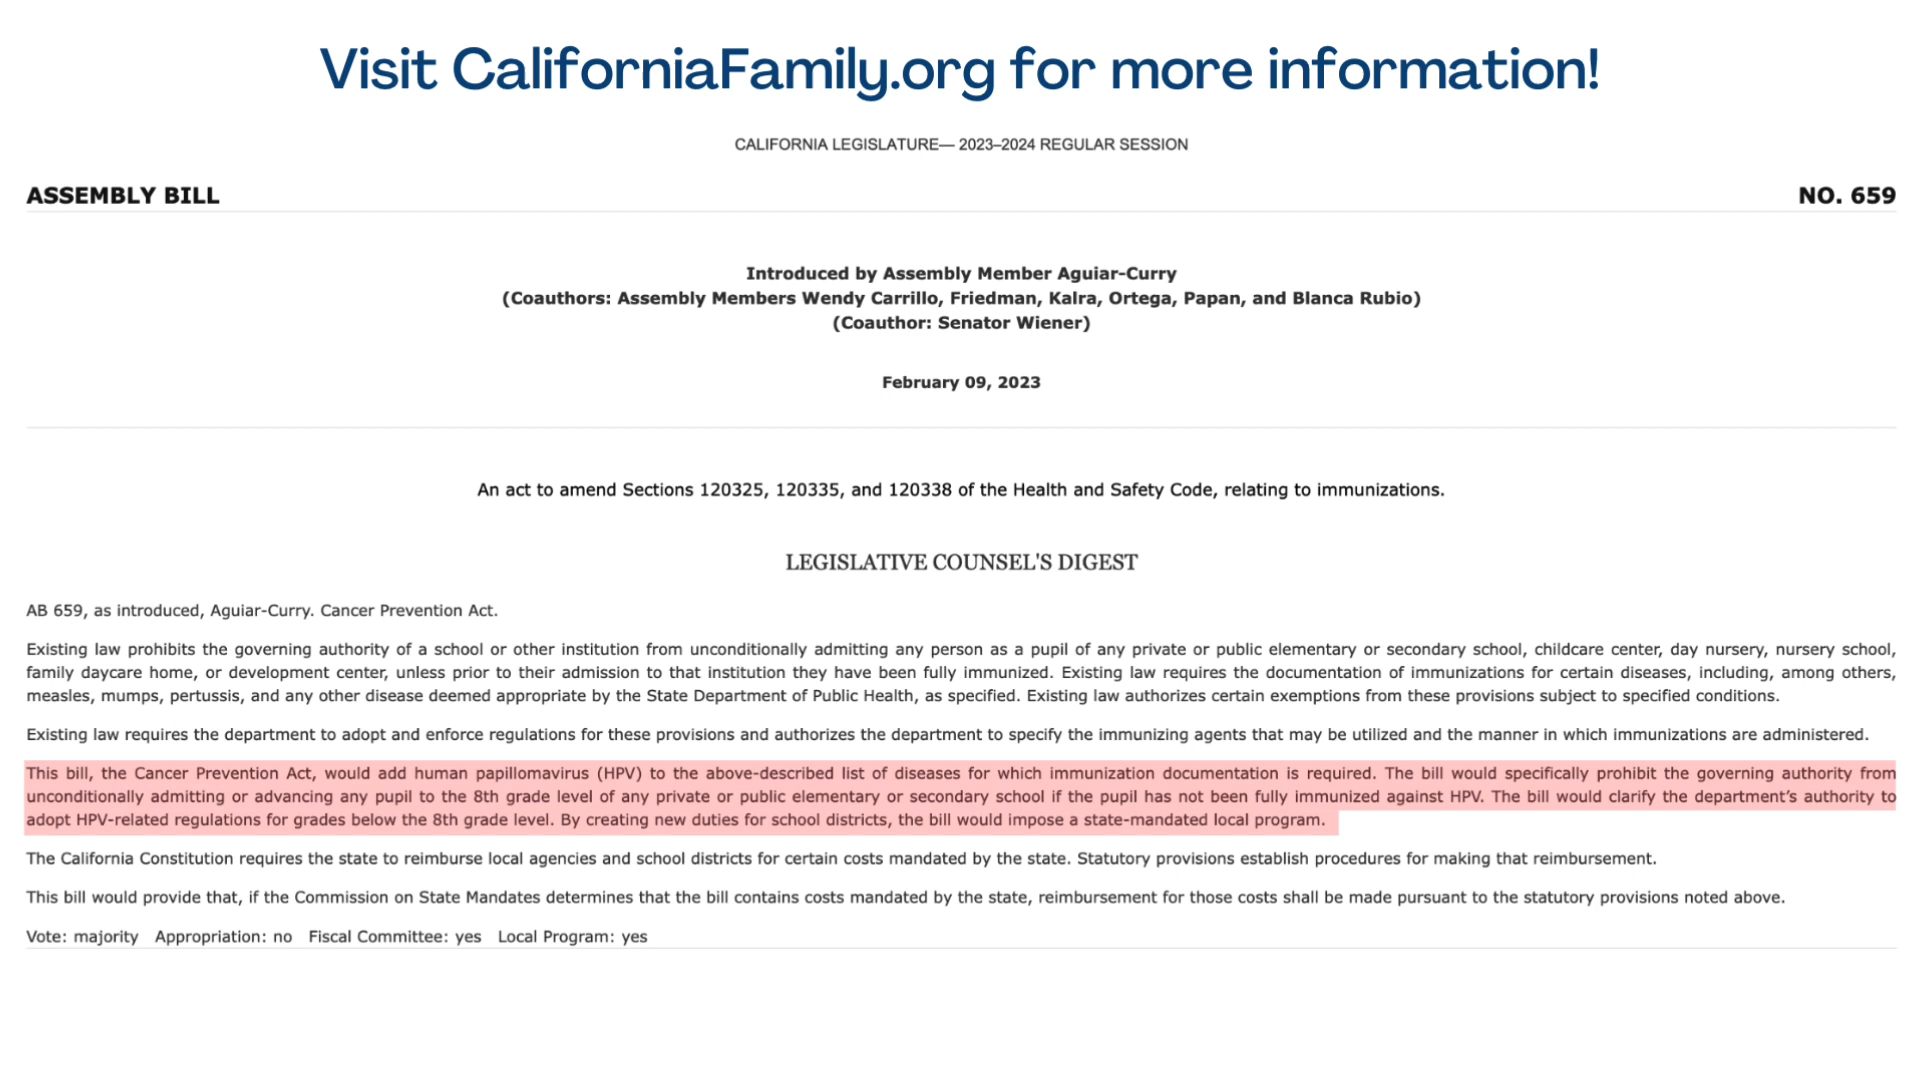 Visit CaliforniaFamily.org for more information!
CALIFORNIA LEGISLATURE— 2023–2024 REGULAR SESSION
ASSEMBLY BILL NO. 659
Introduced by Assembly Member Aguiar-Curry
(Coauthors: Assembly Members Wendy Carrillo, Friedman, Kalra, Ortega, Papan, and Blanca Rubio)
(Coauthor: Senator Wiener)
February 09, 2023
An act to amend Sections 120325, 120335, and 120338 of the Health and Safety Code, relating to immunizations.
LEGISLATIVE COUNSEL'S DIGEST
AB 659, as introduced, Aguiar-Curry. Cancer Prevention Act.
Existing law prohibits the governing authority of a school or other institution from unconditionally admitting any person as a pupil of any private or public elementary or secondary school, childcare center, day nursery, nursery school,
family daycare home, or development center, unless prior to their admission to that institution they have been fully immunized. Existing law requires the documentation of immunizations for certain diseases, including, among others,
measles, mumps, pertussis, and any other disease deemed appropriate by the State Department of Public Health, as specified. Existing law authorizes certain exemptions from these provisions subject to specified conditions.
Existing law requires the department to adopt and enforce regulations for these provisions and authorizes the department to specify the immunizing agents that may be utilized and the manner in which immunizations are administered.
This bill, the Cancer Prevention Act, would add human papillomavirus (HPV) to the above-described list of diseases for which immunization documentation is required. The bill would specifically prohibit the governing authority from
unconditionally admitting or advancing any pupil to the 8th grade level of any private or public elementary or secondary school if the pupil has not been fully immunized against HPV. The bill would clarify the department’s authority to
adopt HPV-related regulations for grades below the 8th grade level. By creating new duties for school districts, the bill would impose a state-mandated local program.
The California Constitution requires the state to reimburse local agencies and school districts for certain costs mandated by the state. Statutory provisions establish procedures for making that reimbursement.
This bill would provide that, if the Commission on State Mandates determines that the bill contains costs mandated by the state, reimbursement for those costs shall be made pursuant to the statutory provisions noted above.
Vote: majority Appropriation: no Fiscal Committee: yes Local Program: yes